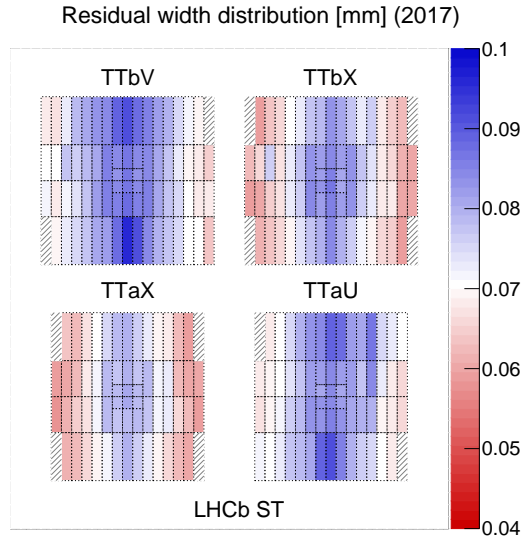 Residual width distribution [mm] (2017)
TTbV
TTbX
TTaX
TTaU
LHCb ST
0.1
0.09
0.08
0.07
0.06
0.05
0.04